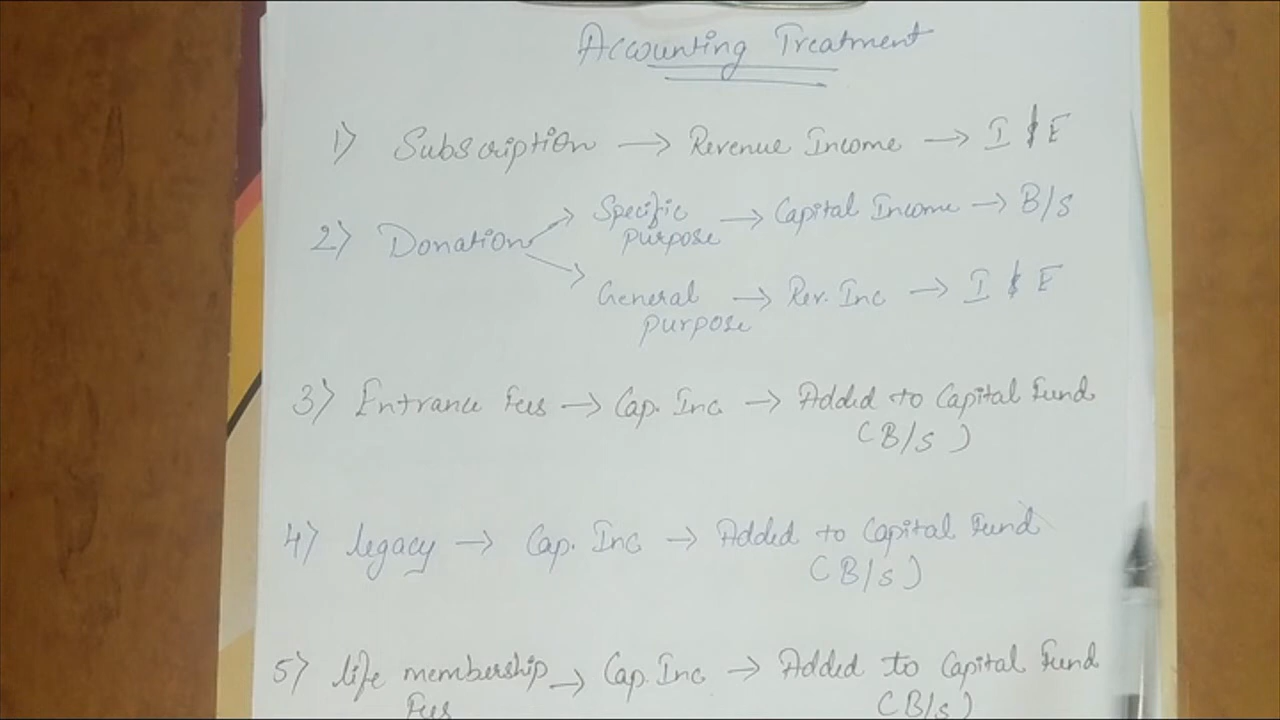 Accounting Treatment
1) Subscription → Revenue Income → I & E
2) Donation → Specific purpose → Capital Income → B/S
→ General purpose → Rev. Inc → I & E
3) Entrance Fees → Cap. Inc → Added to Capital Fund
(B/S)
4) legacy → Cap. Inc → Added to Capital Fund
(B/S)
5) life membership Fees → Cap. Inc → Added to Capital Fund
(B/S)